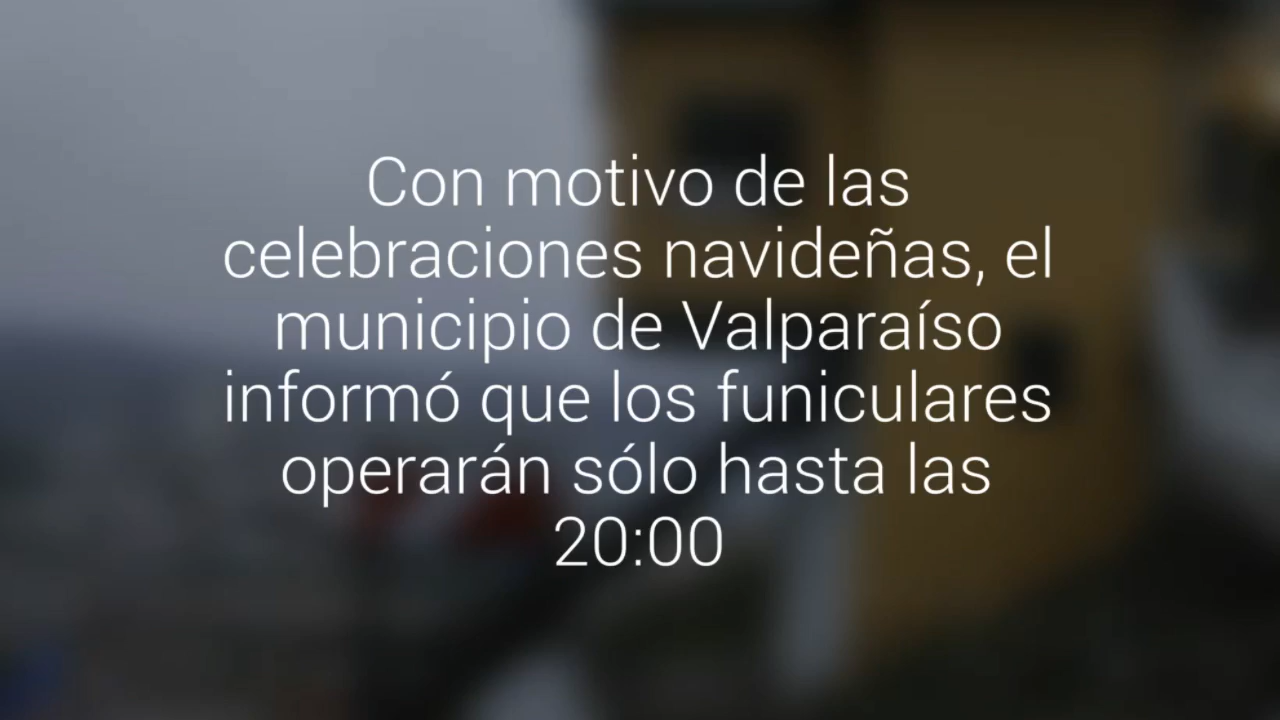 Con motivo de las
celebraciones navideñas, el
municipio de Valparaíso
informó que los funiculares
operarán sólo hasta las
20:00